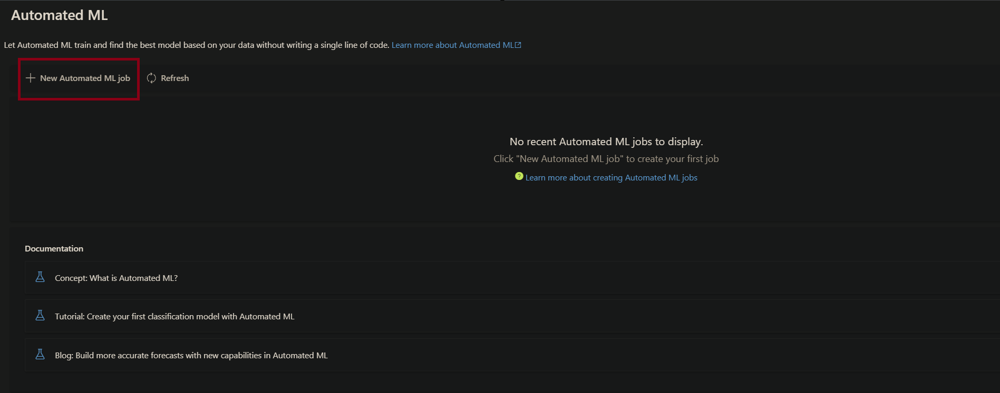 Automated ML
Let Automated ML train and find the best model based on your data without writing a single line of code. Learn more about Automated ML
New Automated ML job Refresh
No recent Automated ML jobs to display.
Click "New Automated ML job" to create your first job
? Learn more about creating Automated ML jobs
Documentation
Concept: What is Automated ML?
Tutorial: Create your first classification model with Automated ML
Blog: Build more accurate forecasts with new capabilities in Automated ML